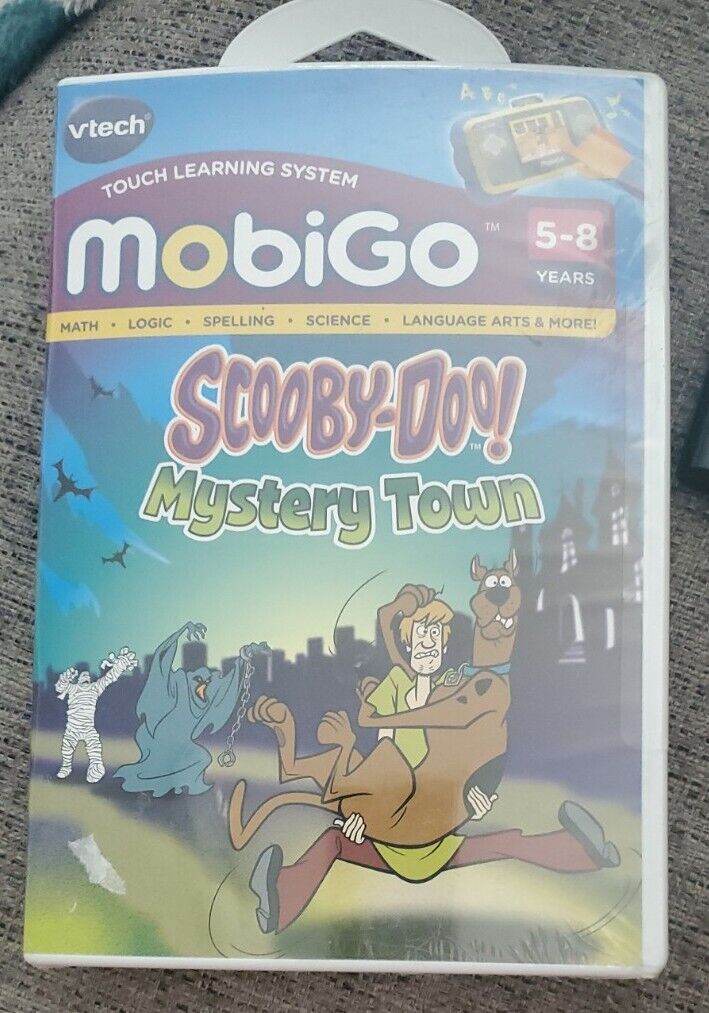 vtech®
ABC
TOUCH LEARNING SYSTEM
MobiGo™
5-8
YEARS
MATH • LOGIC • SPELLING • SCIENCE • LANGUAGE ARTS & MORE!
SCOOBY-DOO!™
Mystery Town